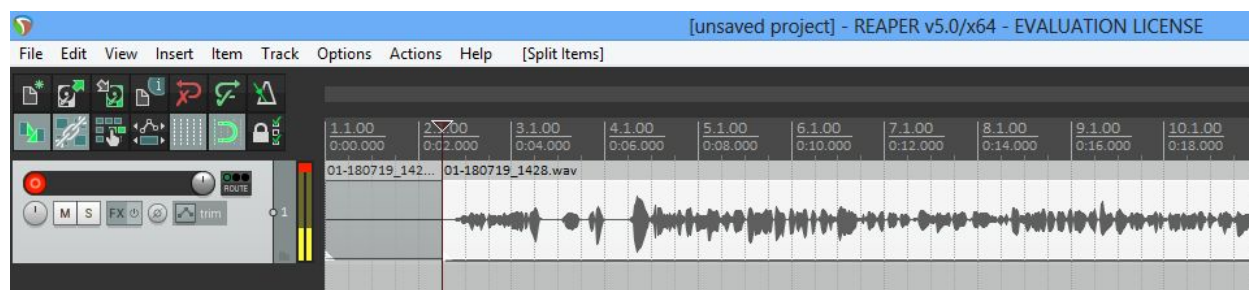 [unsaved project] - REAPER v5.0/x64 - EVALUATION LICENSE
File Edit View Insert Item Track Options Actions Help [Split Items]
1.1.00 3.1.00 4.1.00 5.1.00 6.1.00 7.1.00 8.1.00 9.1.00 10.1.00
0:00.000 0:02.000 0:04.000 0:06.000 0:08.000 0:10.000 0:12.000 0:14.000 0:16.000 0:18.000
01-180719_142... 01-180719_1428.wav
ROUTE
M S FX trim 1